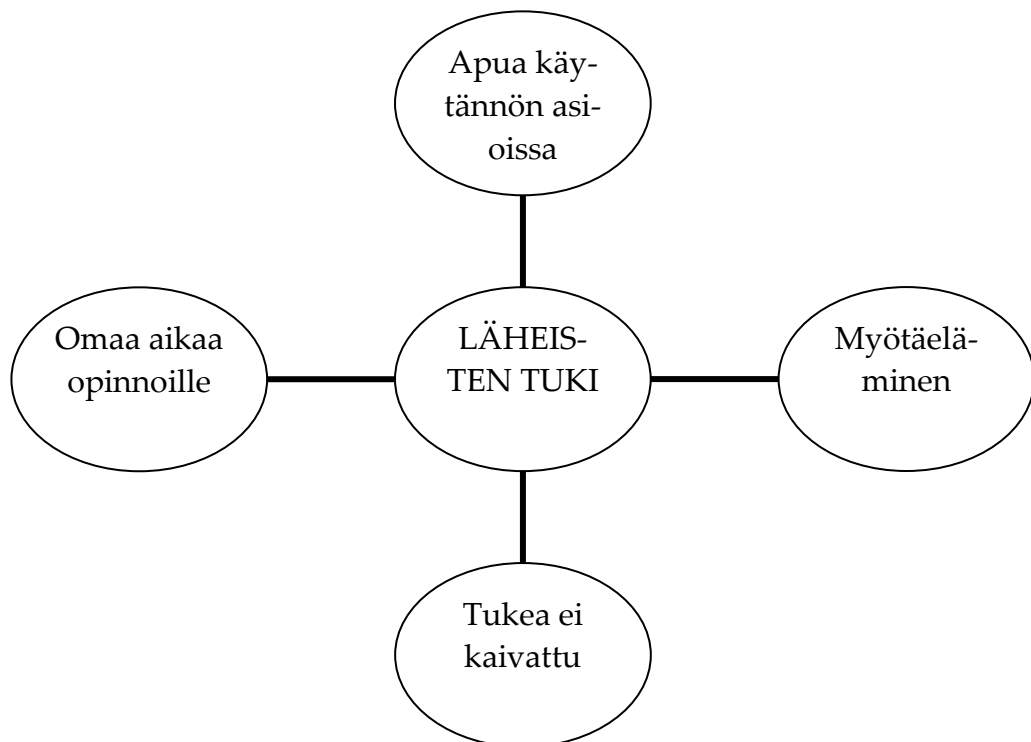 Apua käy-
tännön asi-
oissa
Omaa aikaa
opinnoille
LÄHEIS-
TEN TUKI
Myötäelä-
minen
Tukea ei
kaivattu